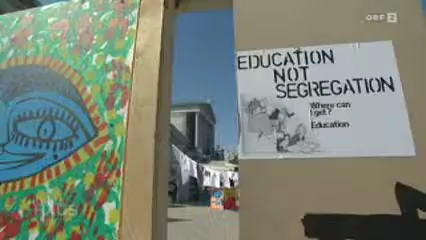 ORF 2
EDUCATION
NOT
SEGREGATION
Where can
I get?
Education